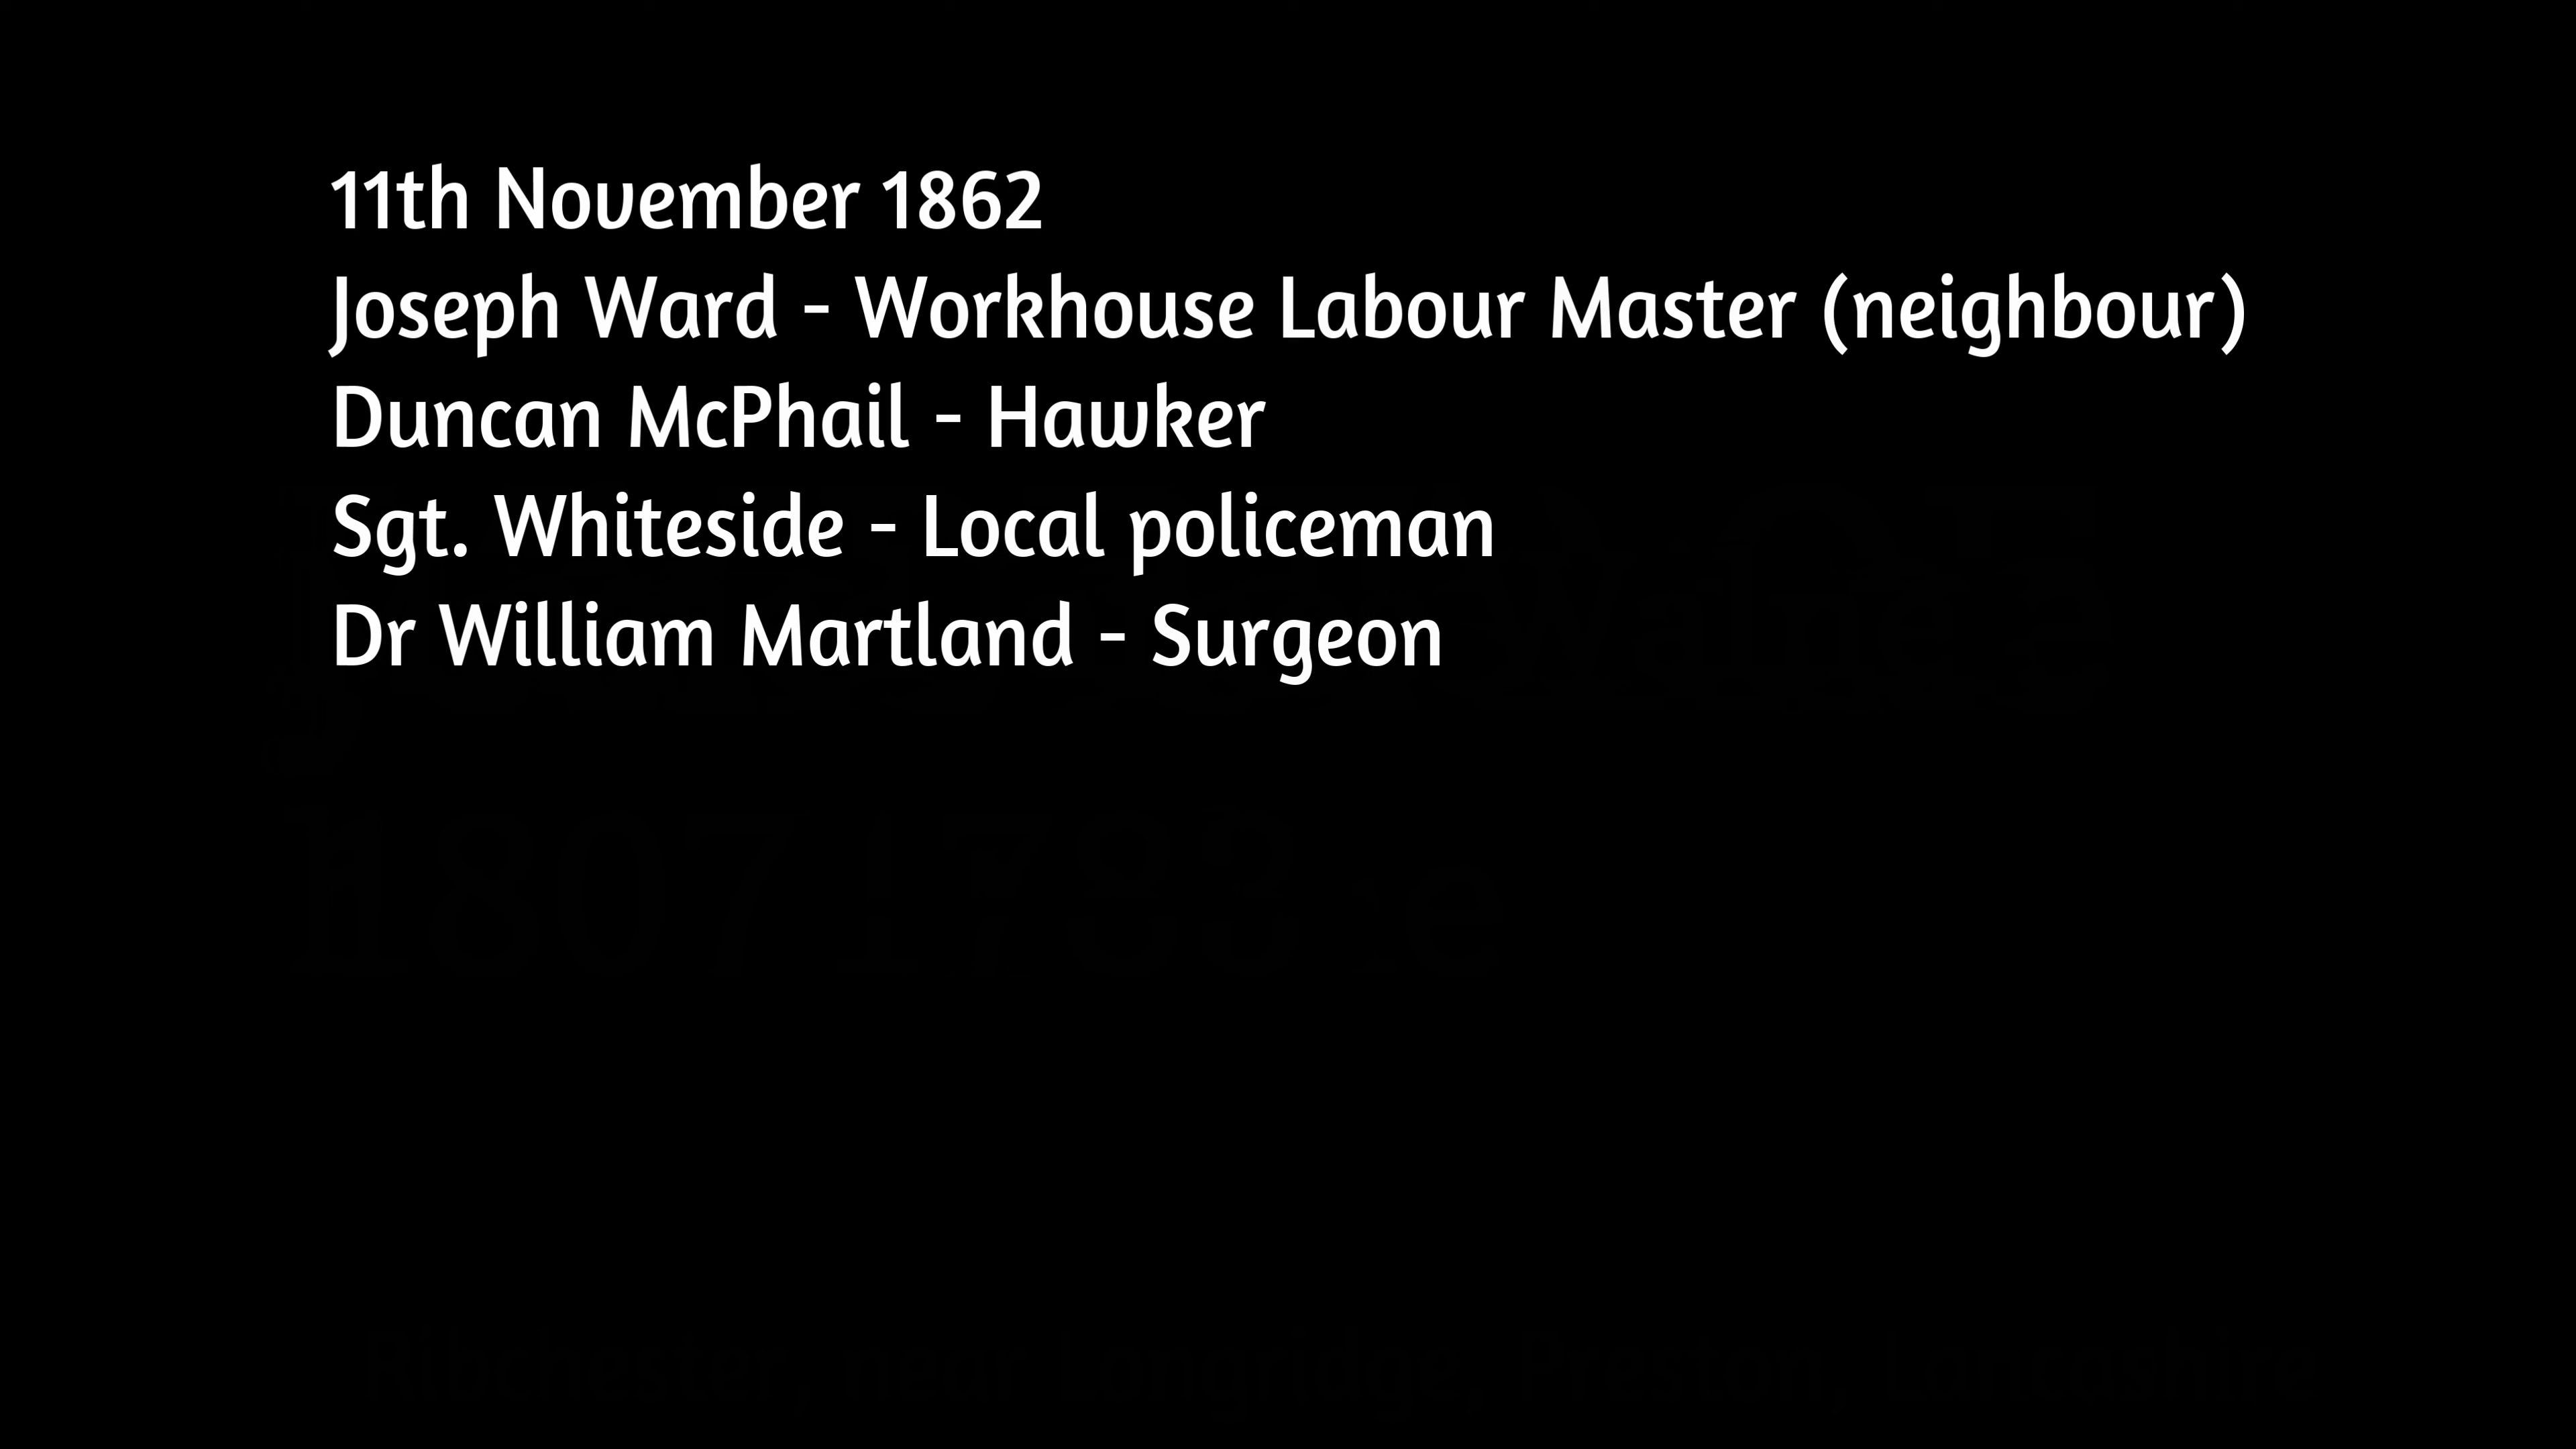 11th November 1862
Joseph Ward - Workhouse Labour Master (neighbour)
Duncan McPhail - Hawker
Sgt. Whiteside - Local policeman
Dr William Martland - Surgeon